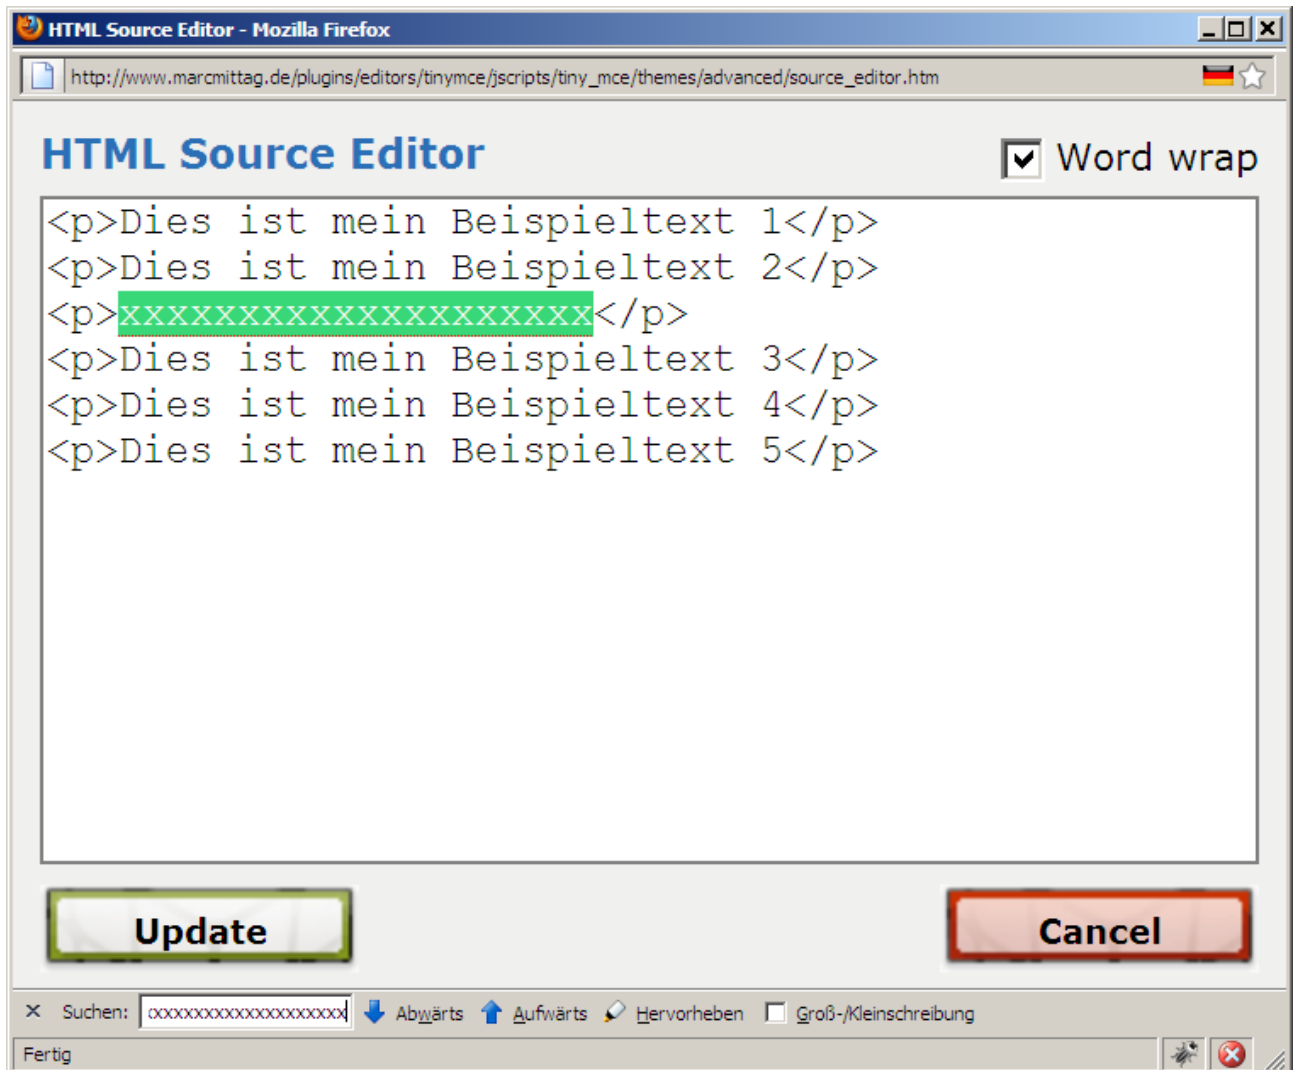 HTML Source Editor - Mozilla Firefox
http://www.marcmittag.de/plugins/editors/tinymce/jscripts/tiny_mce/themes/advanced/source_editor.htm
HTML Source Editor
Word wrap
<p>Dies ist mein Beispieltext 1</p>
<p>Dies ist mein Beispieltext 2</p>
<p>xxxxxxxxxxxxxxxxxxxx</p>
<p>Dies ist mein Beispieltext 3</p>
<p>Dies ist mein Beispieltext 4</p>
<p>Dies ist mein Beispieltext 5</p>
Update Cancel
Suchen: xxxxxxxxxxxxxxxxxxxx Abwärts Aufwärts Hervorheben Groß-/Kleinschreibung
Fertig